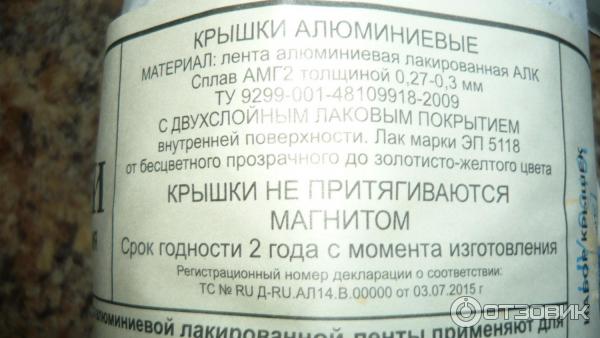 КРЫШКИ АЛЮМИНИЕВЫЕ
МАТЕРИАЛ: лента алюминиевая лакированная АЛК
Сплав АМГ2 толщиной 0,27-0,3 мм
ТУ 9299-001-48109918-2009
С ДВУХСЛОЙНЫМ ЛАКОВЫМ ПОКРЫТИЕМ
внутренней поверхности. Лак марки ЭП 5118
от бесцветного прозрачного до золотисто-желтого цвета
КРЫШКИ НЕ ПРИТЯГИВАЮТСЯ
МАГНИТОМ
Срок годности 2 года с момента изготовления
Регистрационный номер декларации о соответствии:
ТС № RU Д-RU.АЛ14.В.00000 от 03.07.2015 г
алюминиевой лакированной ленты применяют для
ОТЗОВИК